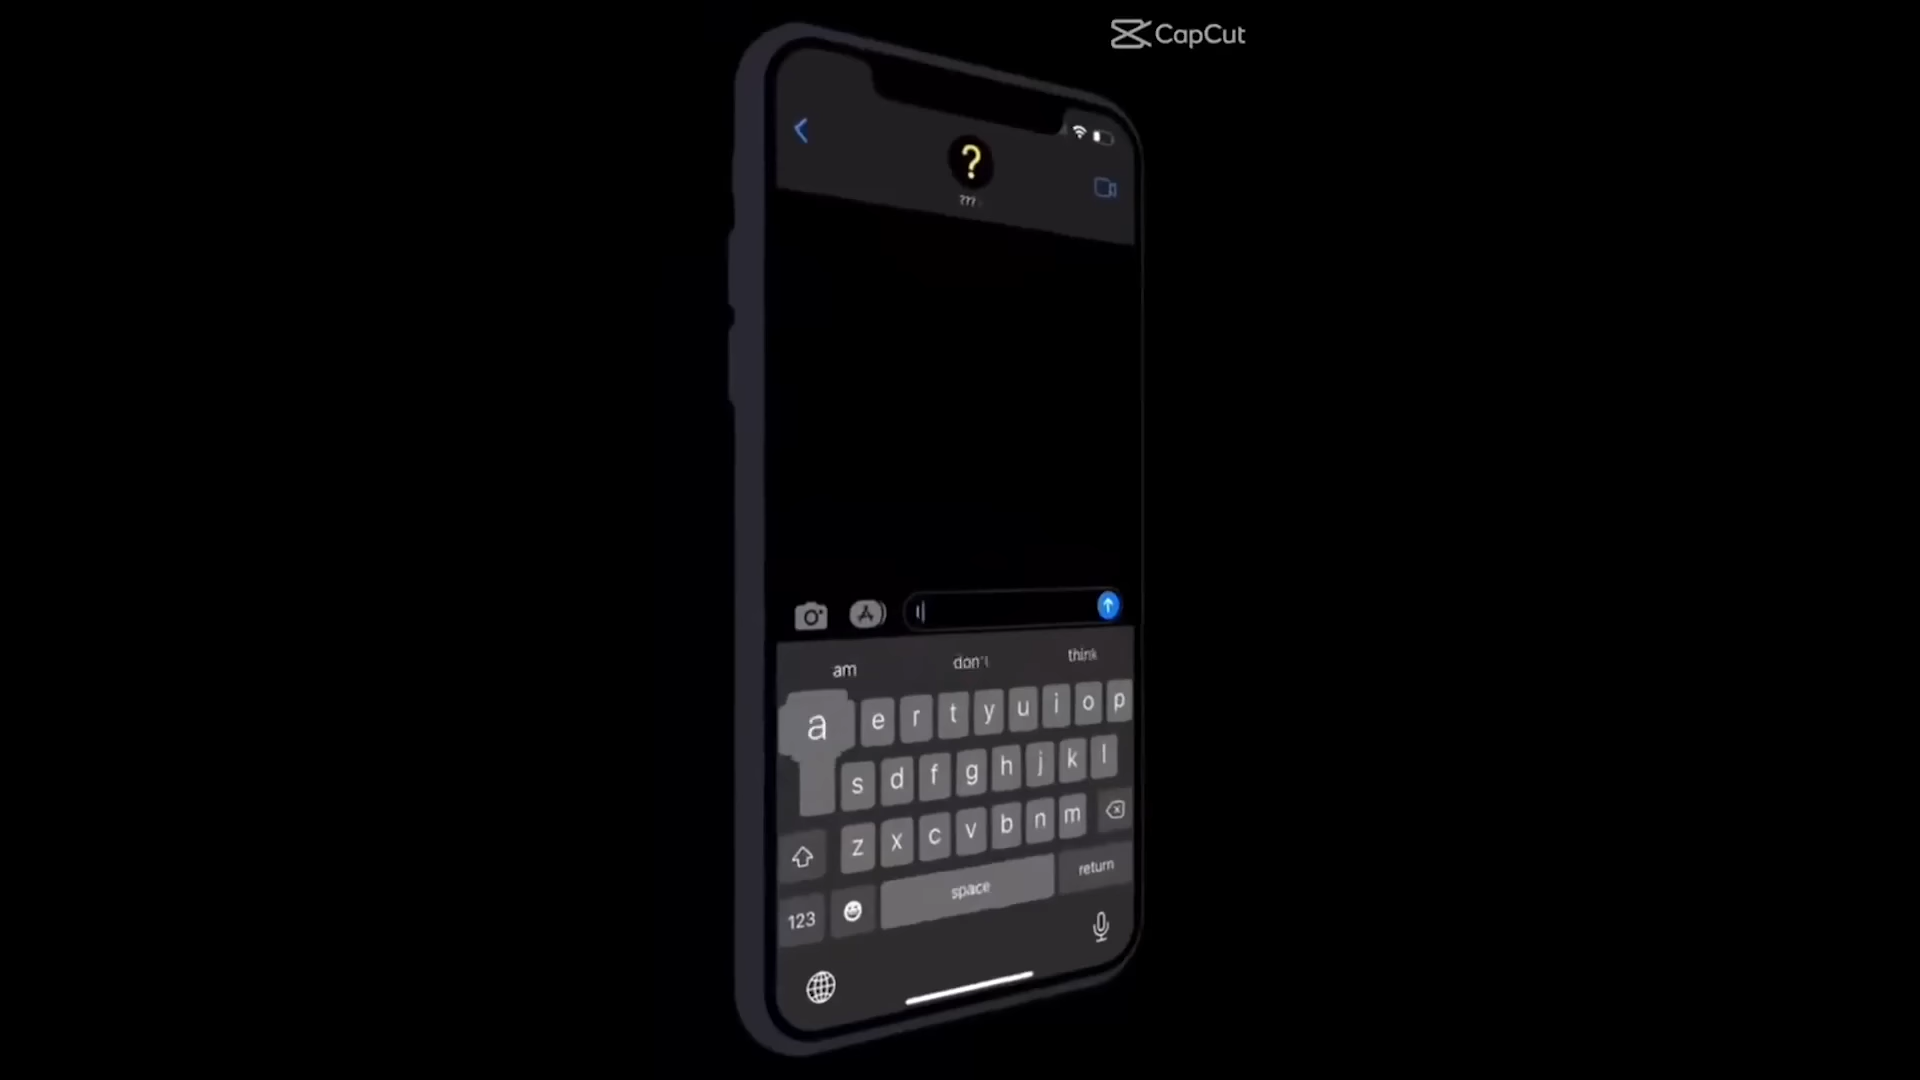 CapCut
?
???
I
am don't think
a e r t y u i o p
s d f g h j k l
z x c v b n m
space return
123